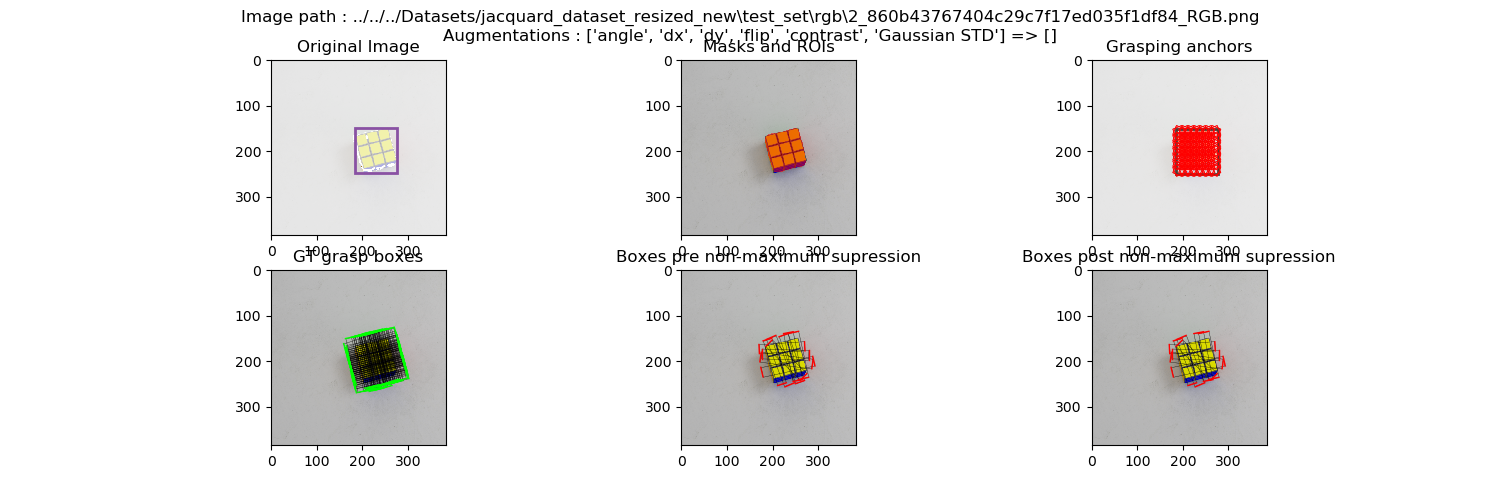 Image path : ../../../Datasets/jacquard_dataset_resized_new\test_set\rgb\2_860b43767404c29c7f17ed035f1df84_RGB.png
Augmentations : ['angle', 'dx', 'dy', 'flip', 'contrast', 'Gaussian STD'] => []
Original Image
Masks and ROIs
Grasping anchors
0
100
200
300
0 100 200 300
0
100
200
300
0 100 200 300
0
100
200
300
0 100 200 300
GT grasp boxes
Boxes pre non-maximum supression
Boxes post non-maximum supression
0
100
200
300
0 100 200 300
0
100
200
300
0 100 200 300
0
100
200
300
0 100 200 300